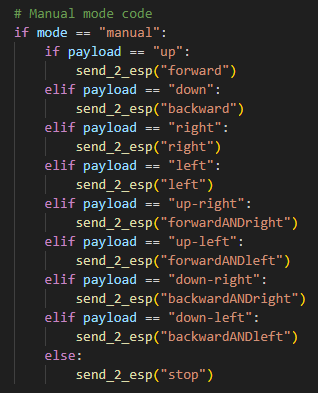 # Manual mode code
if mode == "manual":
    if payload == "up":
        send_2_esp("forward")
    elif payload == "down":
        send_2_esp("backward")
    elif payload == "right":
        send_2_esp("right")
    elif payload == "left":
        send_2_esp("left")
    elif payload == "up-right":
        send_2_esp("forwardANDright")
    elif payload == "up-left":
        send_2_esp("forwardANDleft")
    elif payload == "down-right":
        send_2_esp("backwardANDright")
    elif payload == "down-left":
        send_2_esp("backwardANDleft")
    else:
        send_2_esp("stop")